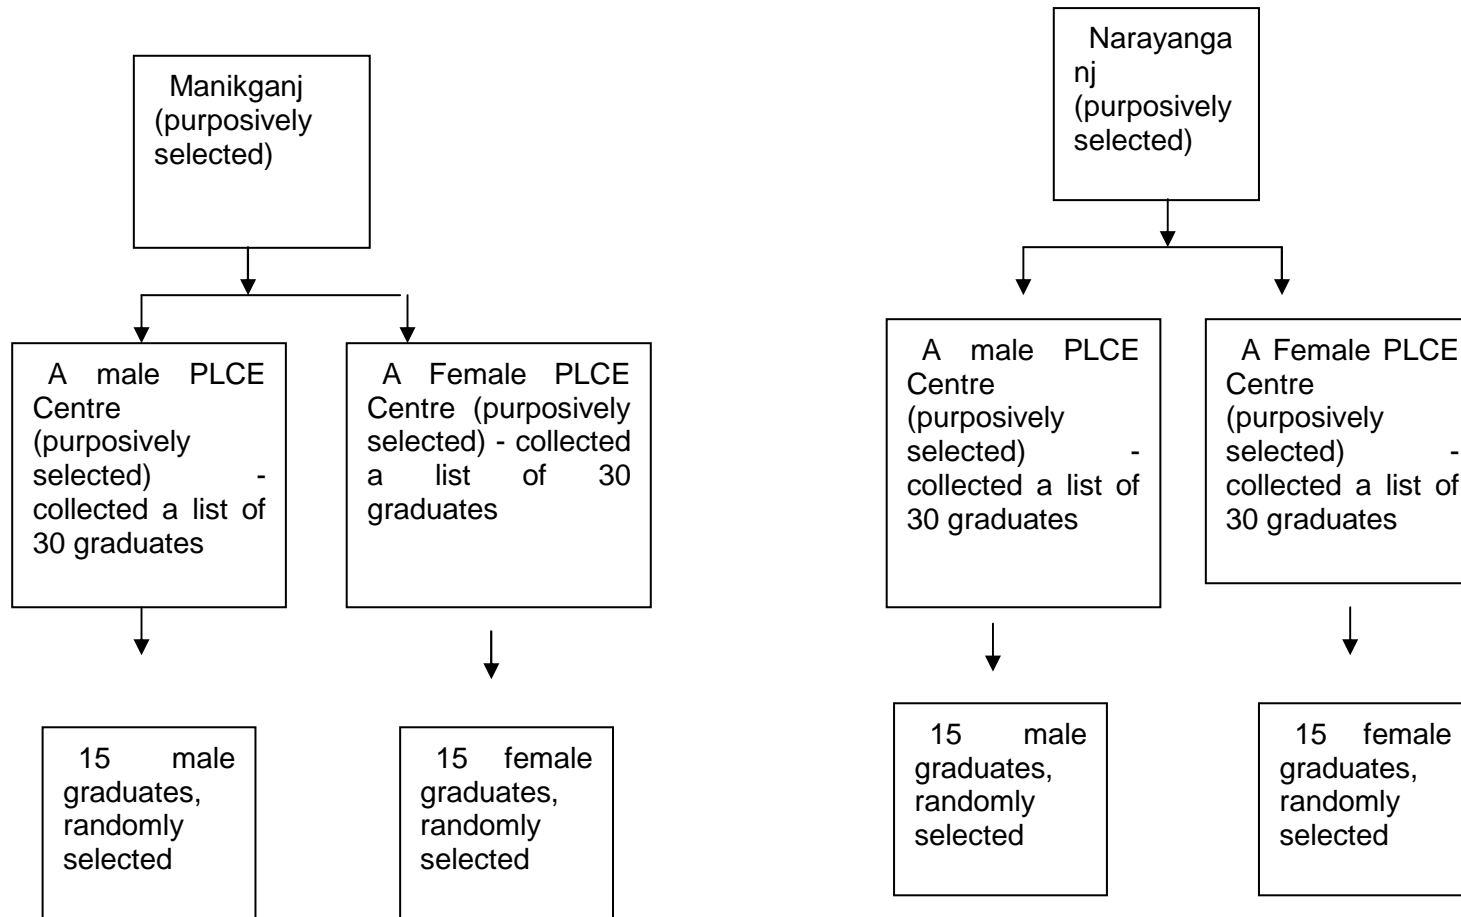 Manikganj
(purposively
selected)
Narayanga
nj
(purposively
selected)
A male PLCE
Centre
(purposively
selected) -
collected a list of
30 graduates
A Female PLCE
Centre (purposively
selected) - collected
a list of 30
graduates
A male PLCE
Centre
(purposively
selected) -
collected a list of
30 graduates
A Female PLCE
Centre
(purposively
selected) -
collected a list of
30 graduates
15 male
graduates,
randomly
selected
15 female
graduates,
randomly
selected
15 male
graduates,
randomly
selected
15 female
graduates,
randomly
selected